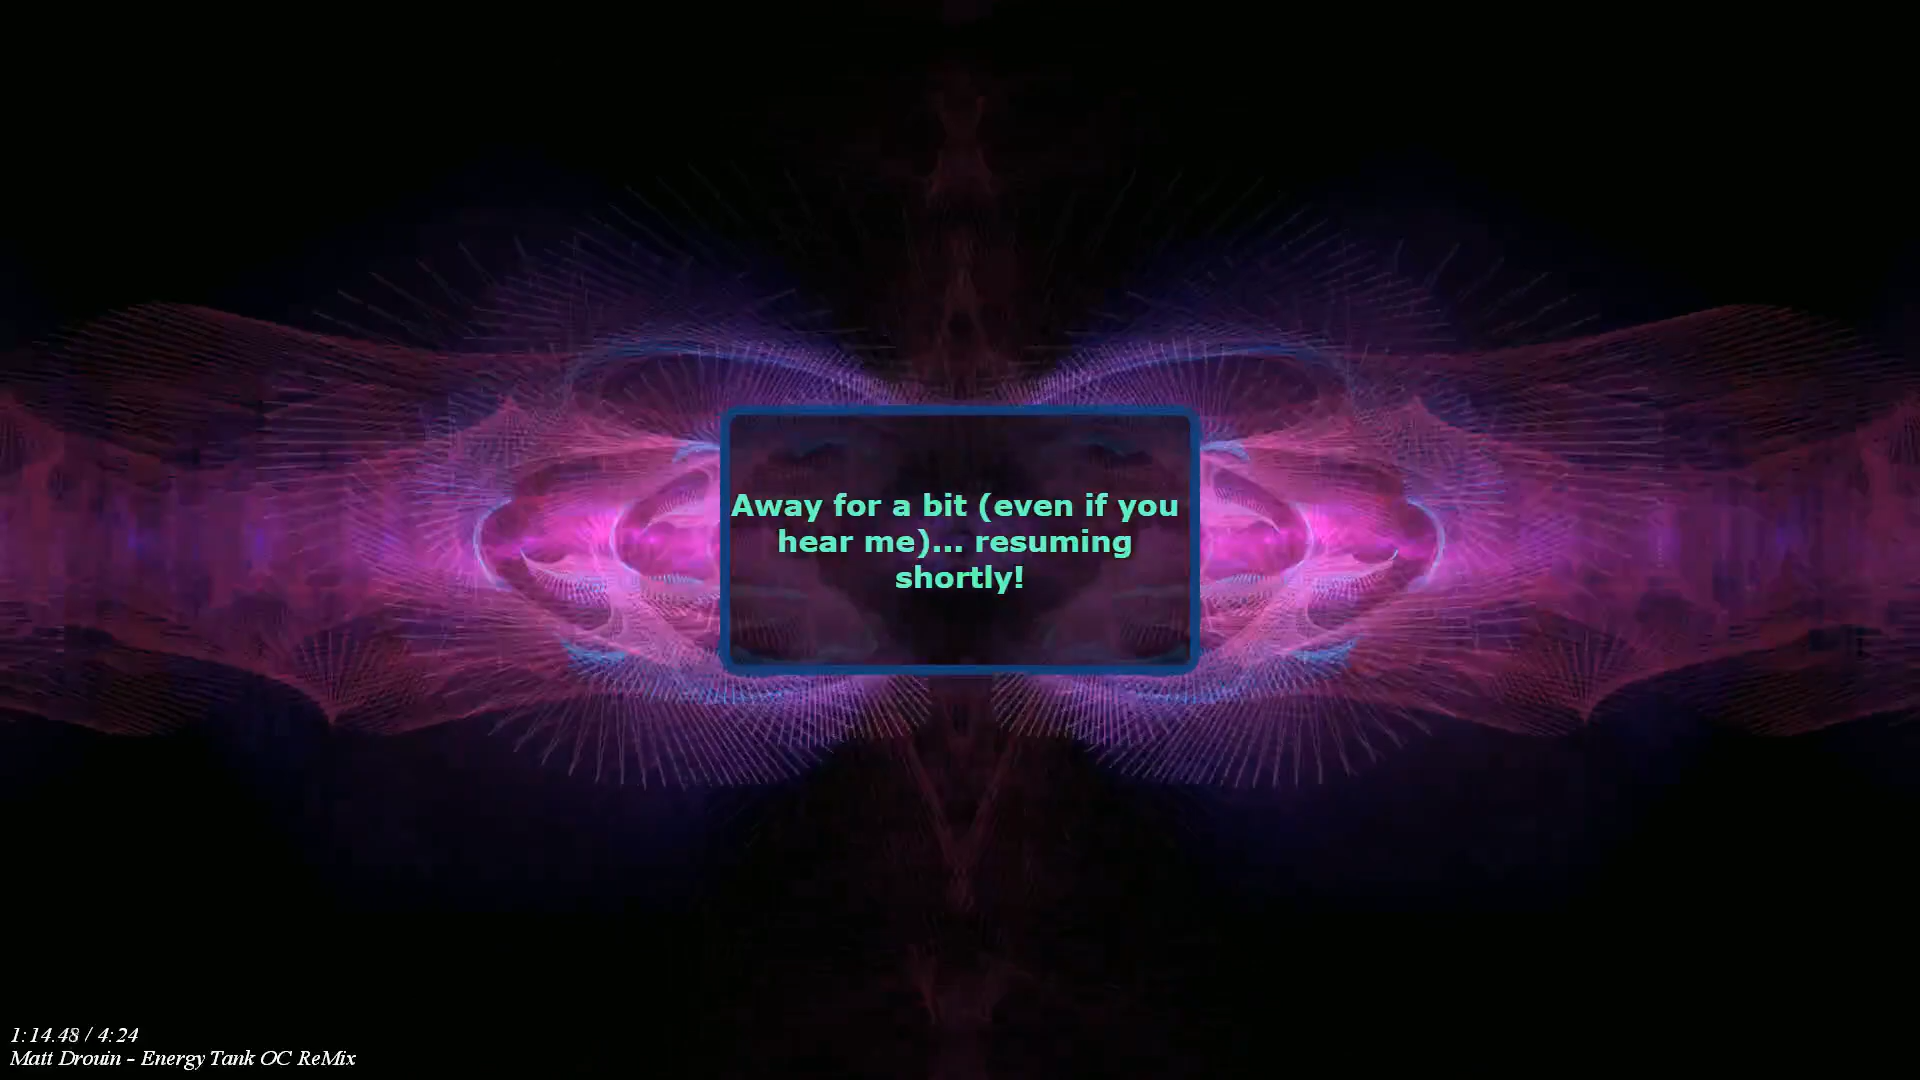 Away for a bit (even if you
hear me)... resuming
shortly!
1:14.48 / 4:24
Matt Drouin - Energy Tank OC ReMix